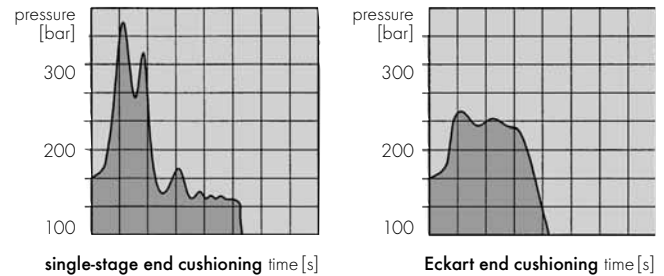 pressure
[bar]
300
200
100
single-stage end cushioning time [s]
pressure
[bar]
300
200
100
Eckart end cushioning time [s]